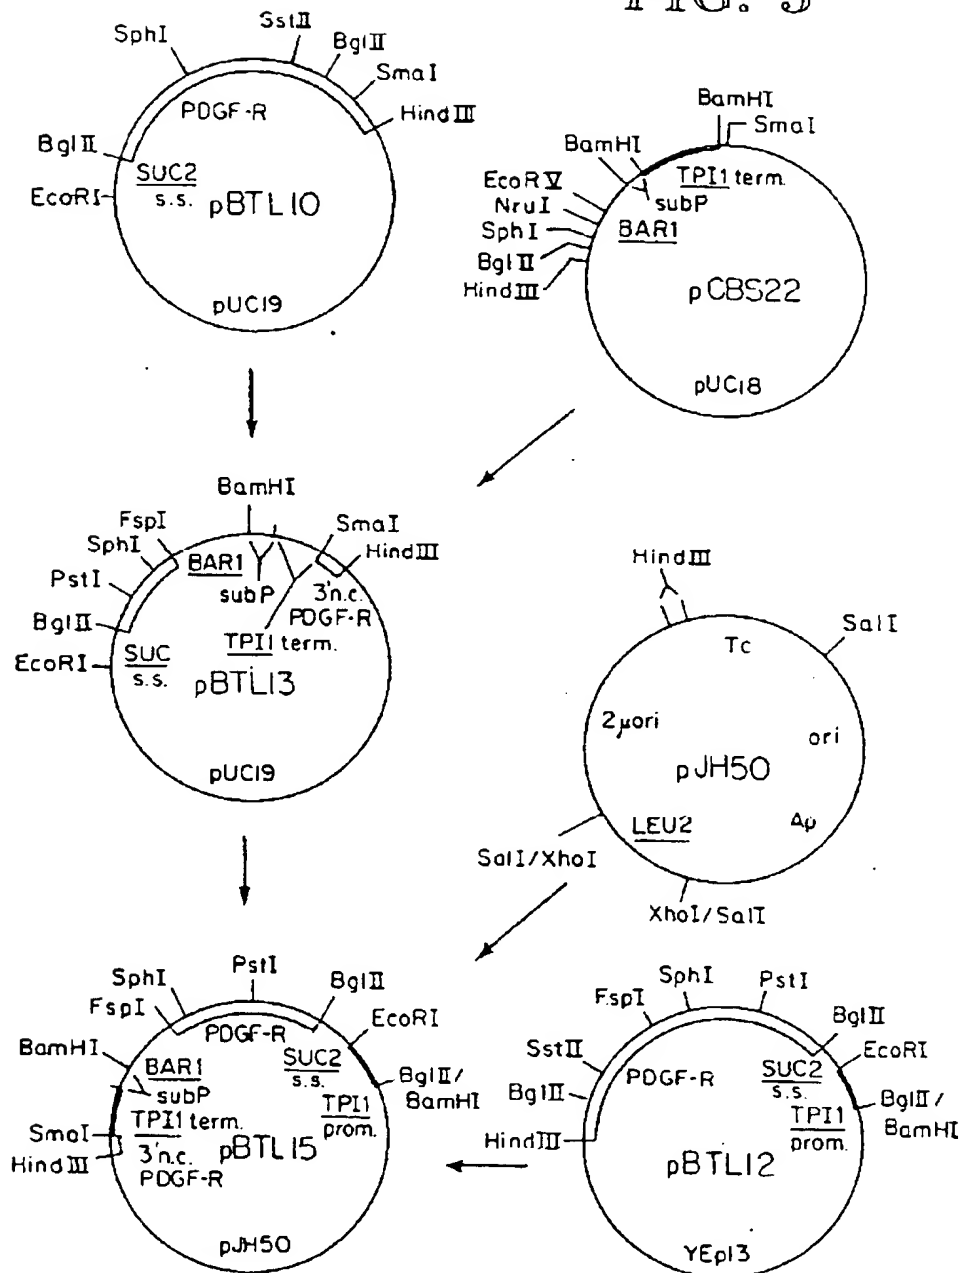 FIG. 5
SphI
SstII
BglII
SmaI
HindIII
PDGF-R
BglII
EcoRI
SUC2
s.s.
pBTL10
pUC19
BamHI
SmaI
BamHI
TPI1 term.
EcoRV
subP
NruI
SphI
BAR1
BglII
HindIII
pCBS22
pUC18
BamHI
FspI
SmaI
SphI
HindIII
BAR1
PstI
subP
3'n.c.
PDGF-R
BglII
TPI1 term.
EcoRI
SUC
s.s.
pBTL13
pUC19
HindIII
SalI
Tc
2μori
ori
pJH50
LEU2
Δp
SalI/XhoI
XhoI/SalI
PstI
SphI
BglII
FspI
EcoRI
PDGF-R
BamHI
SUC2
s.s.
BAR1
BglII/
BamHI
subP
TPI1
prom.
TPI1 term.
SmaI
pBTL15
HindIII
3'n.c.
PDGF-R
pJH50
SphI
PstI
FspI
BglII
EcoRI
SstII
PDGF-R
SUC2
s.s.
BglII
BglII/
BamHI
TPI1
prom.
HindIII
pBTL12
YEp13